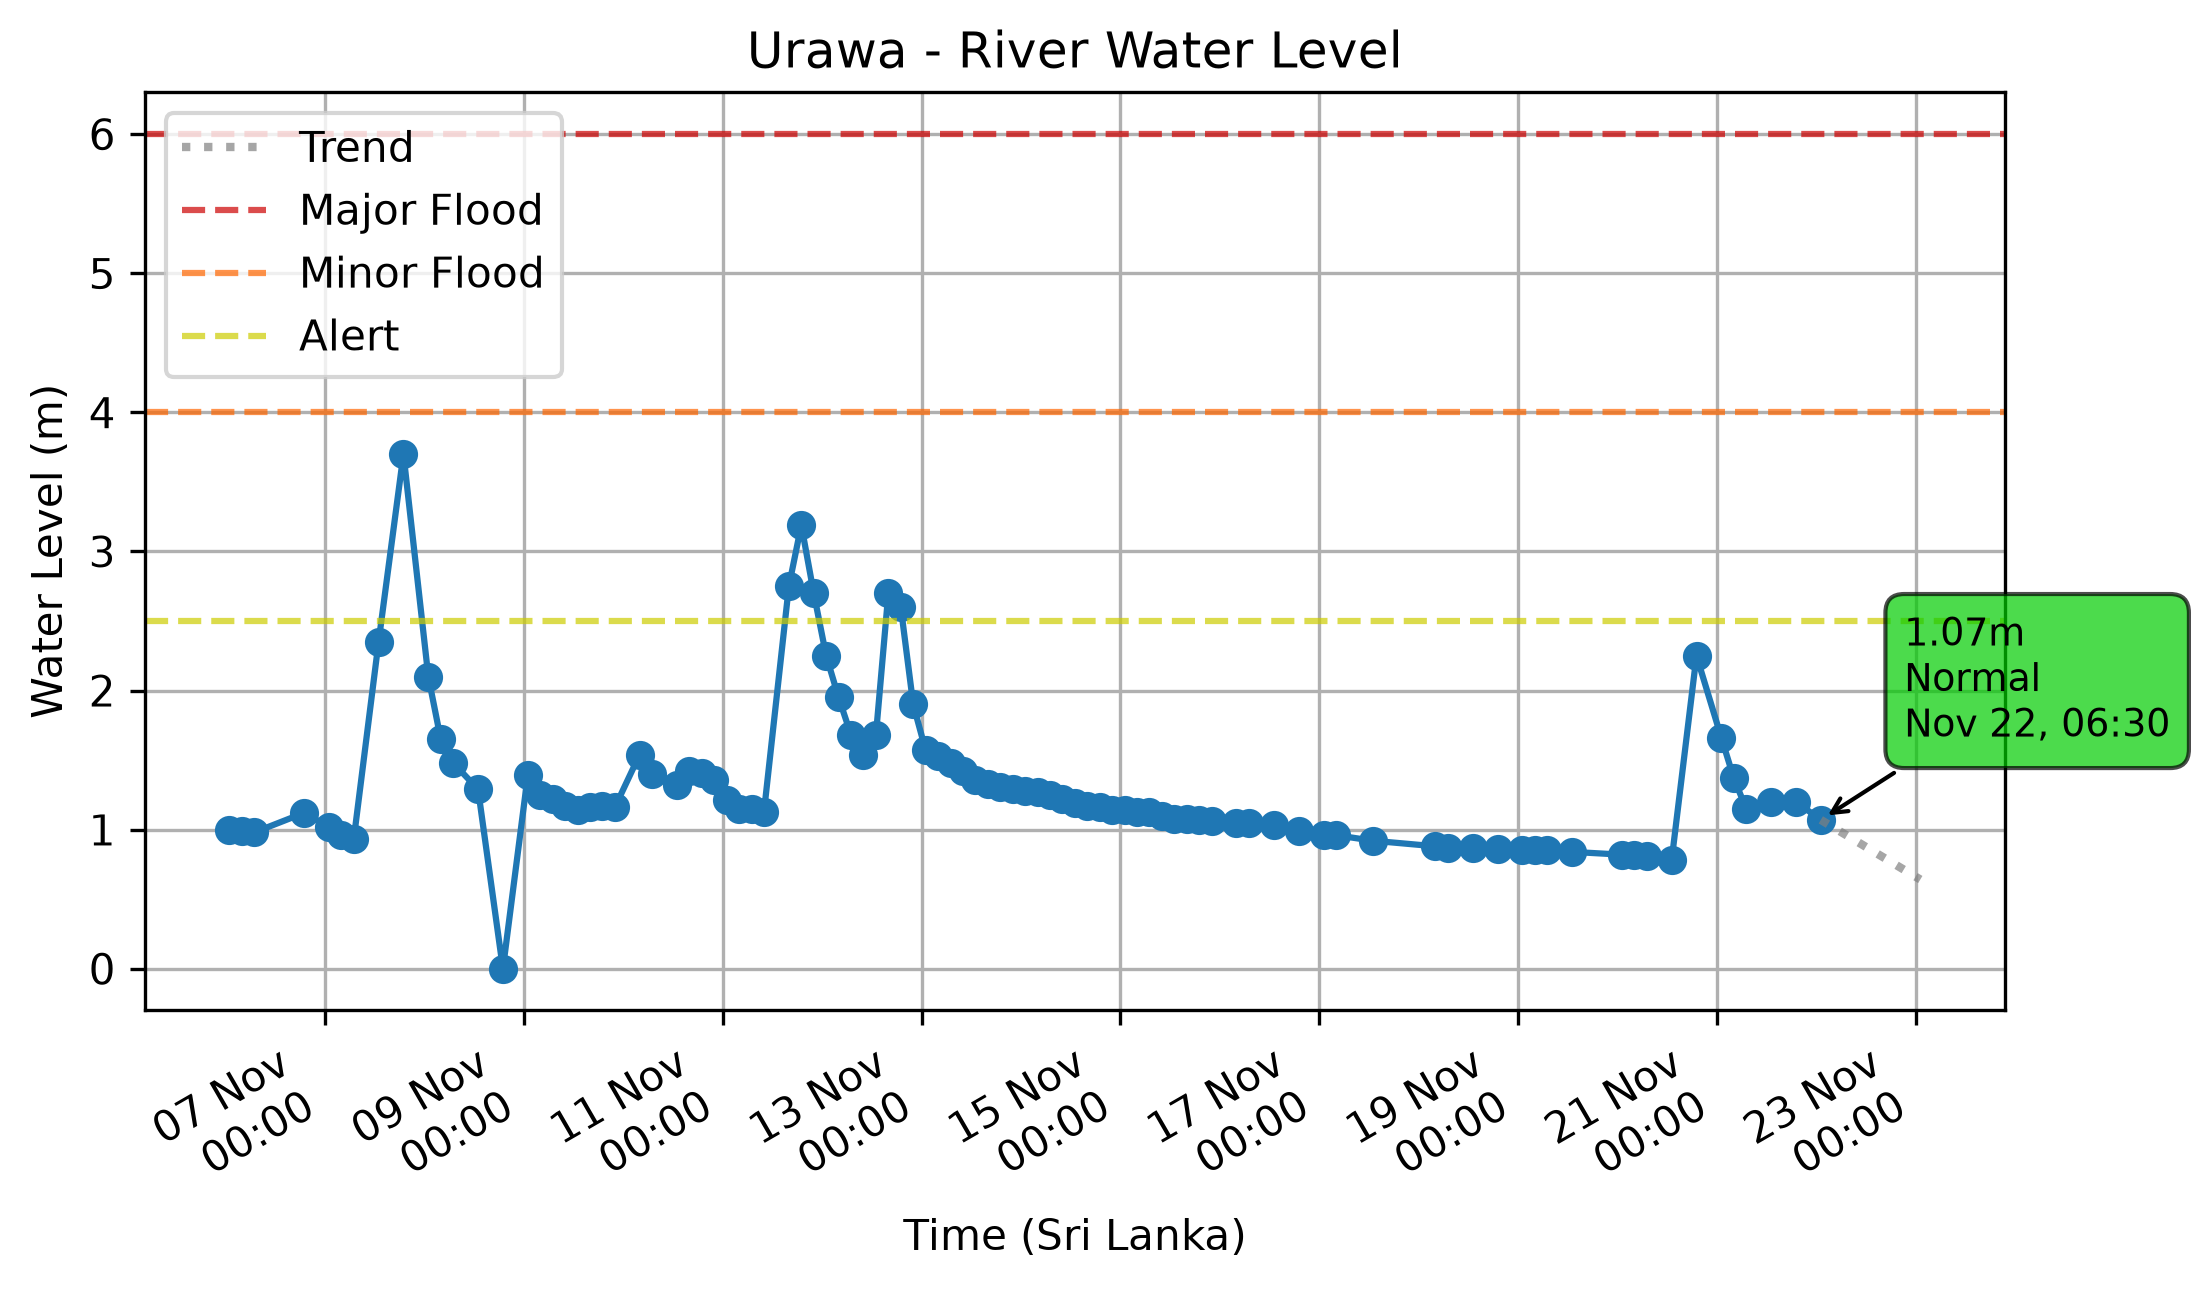 Urawa - River Water Level
Trend
Major Flood
Minor Flood
Alert
Water Level (m)
6
5
4
3
2
1
0
1.07m
Normal
Nov 22, 06:30
07 Nov
00:00
09 Nov
00:00
11 Nov
00:00
13 Nov
00:00
15 Nov
00:00
17 Nov
00:00
19 Nov
00:00
21 Nov
00:00
23 Nov
00:00
Time (Sri Lanka)